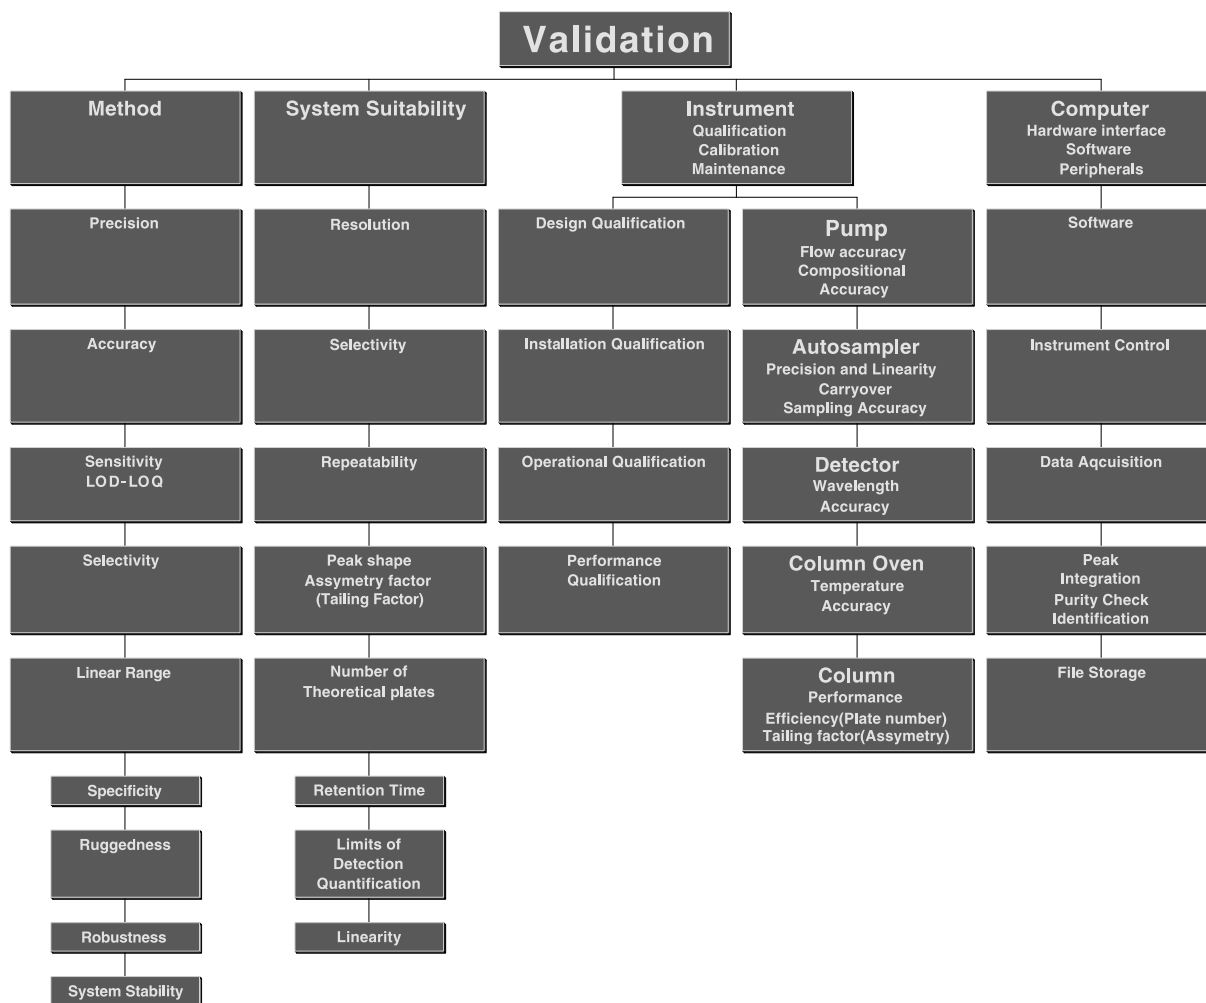 Validation
Method
System Suitability
Instrument
Qualification
Calibration
Maintenance
Computer
Hardware interface
Software
Peripherals
Precision
Resolution
Design Qualification
Pump
Flow accuracy
Compositional
Accuracy
Software
Accuracy
Selectivity
Installation Qualification
Autosampler
Precision and Linearity
Carryover
Sampling Accuracy
Instrument Control
Sensitivity
LOD-LOQ
Repeatability
Operational Qualification
Detector
Wavelength
Accuracy
Data Aqcuisition
Selectivity
Peak shape
Assymetry factor
(Tailing Factor)
Performance
Qualification
Column Oven
Temperature
Accuracy
Peak
Integration
Purity Check
Identification
Linear Range
Number of
Theoretical plates
Column
Performance
Efficiency(Plate number)
Tailing factor(Assymetry)
File Storage
Specificity
Retention Time
Ruggedness
Limits of
Detection
Quantification
Robustness
Linearity
System Stability